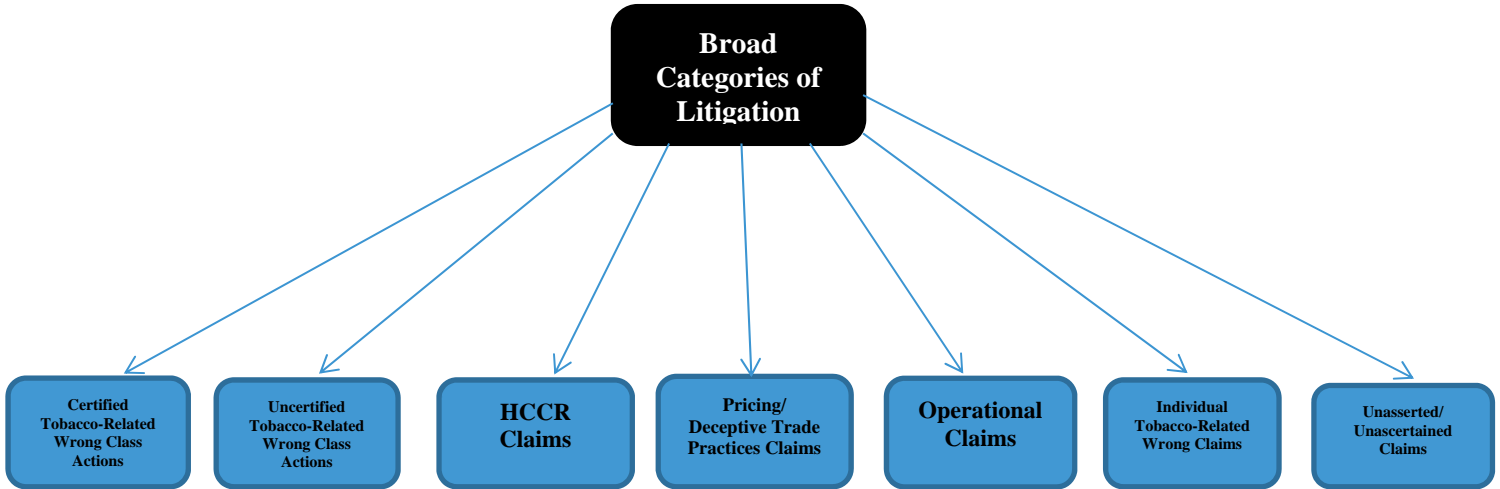 Broad
Categories of
Litigation
Certified
Tobacco-Related
Wrong Class
Actions
Uncertified
Tobacco-Related
Wrong Class
Actions
HCCR
Claims
Pricing/
Deceptive Trade
Practices Claims
Operational
Claims
Individual
Tobacco-Related
Wrong Claims
Unasserted/
Unascertained
Claims